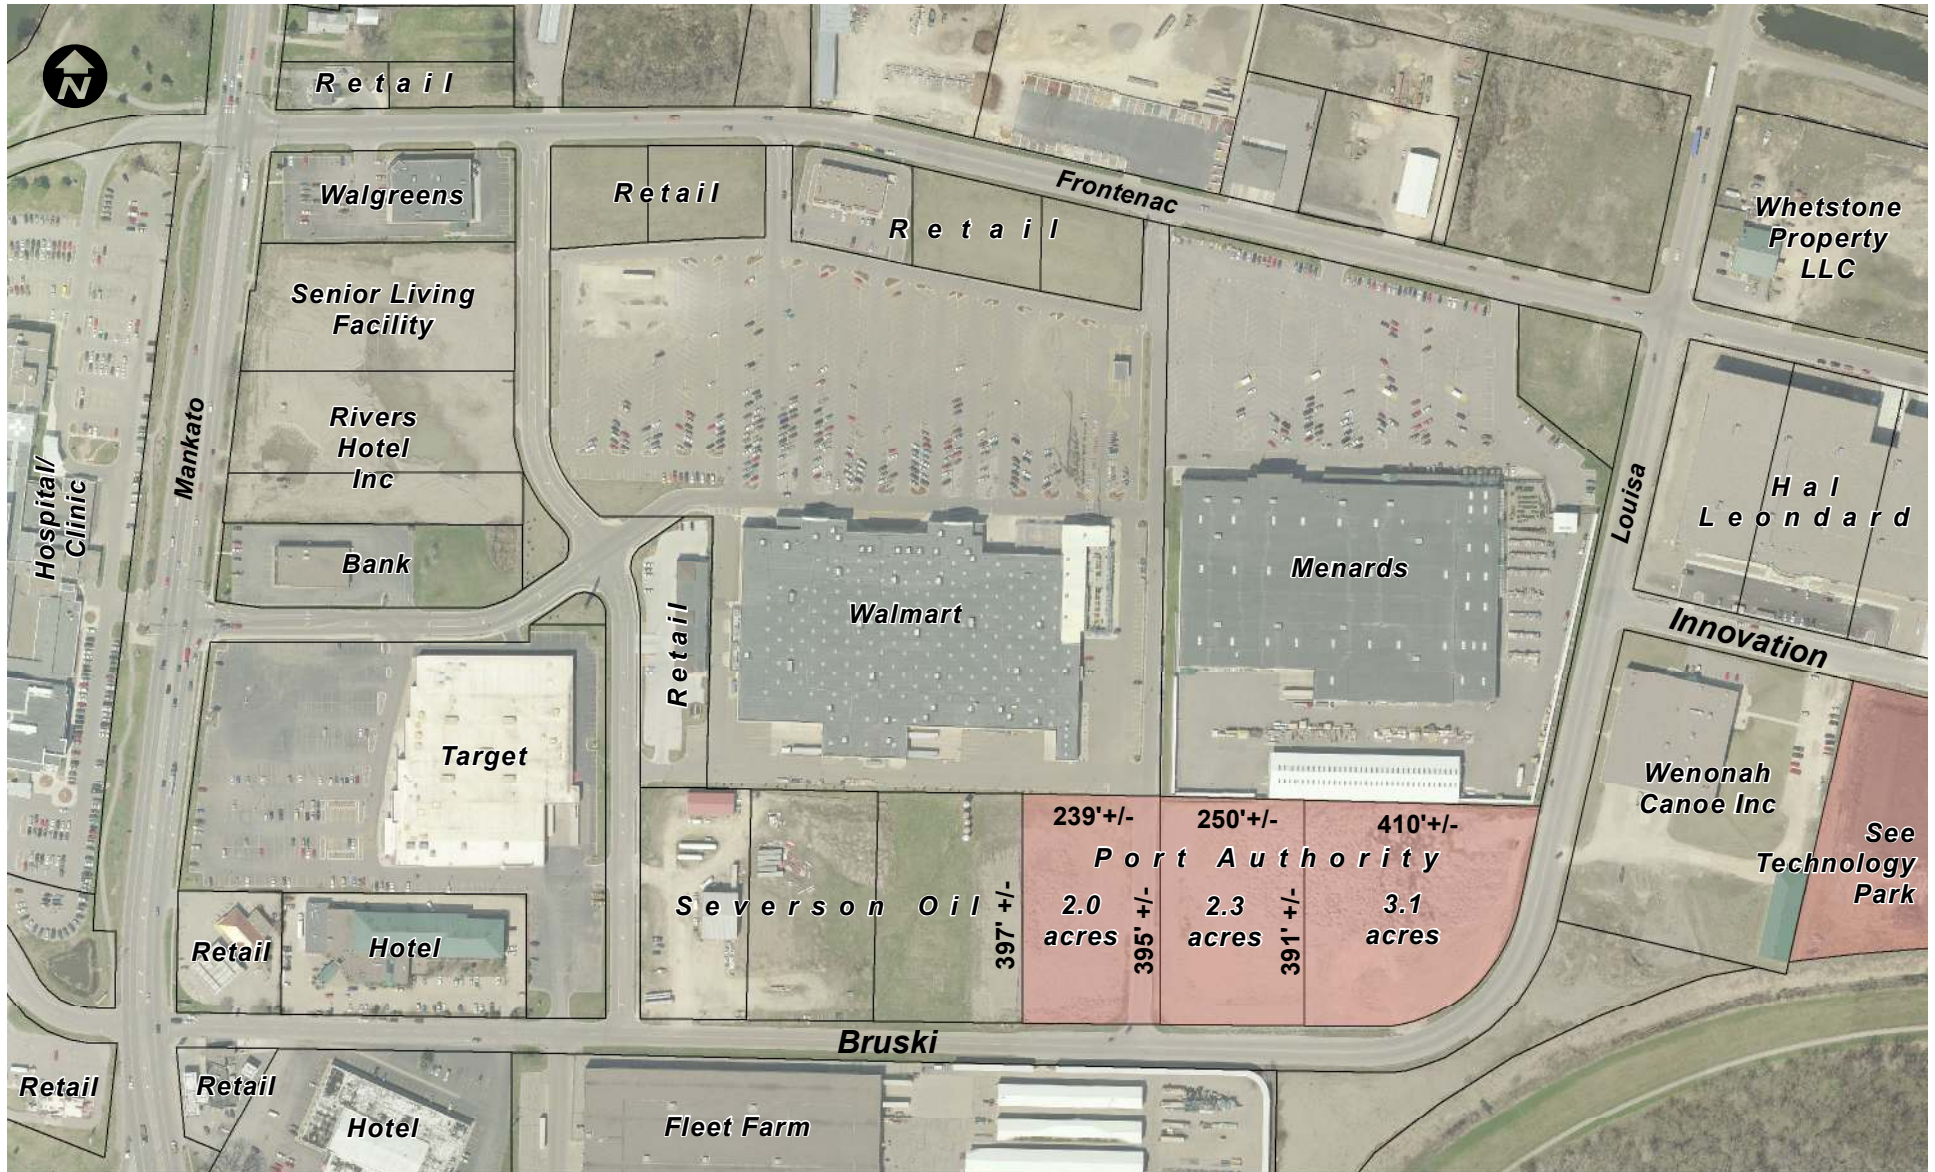 N
Retail
Walgreens
Retail
Retail
Frontenac
Whetstone
Property
LLC
Senior Living
Facility
Mankato
Rivers
Hotel
Inc
Hospital/
Clinic
Bank
Louisa
Hal
Leondard
Menards
Walmart
Retail
Innovation
Target
Wenonah
Canoe Inc
See
Technology
Park
239'+/-
250'+/-
410'+/-
Port Authority
Severson Oil
397' +/-
2.0
acres
395' +/-
2.3
acres
391' +/-
3.1
acres
Retail
Hotel
Bruski
Retail
Retail
Hotel
Fleet Farm